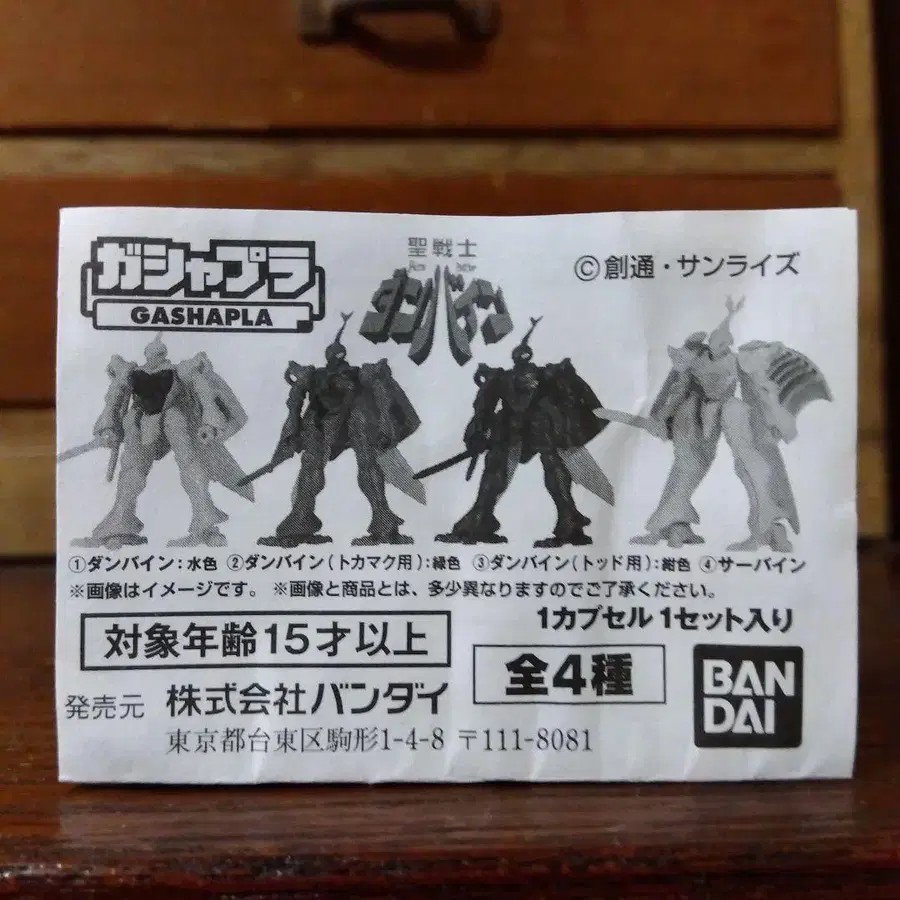 ガシャプラ
GASHAPLA
聖戦士
ダンバイン
©創通・サンライズ
①ダンバイン：水色 ②ダンバイン（トカマク用）：緑色 ③ダンバイン（トッド用）：紺色 ④サーバイン
※画像はイメージです。 ※画像と商品とは、多少異なりますのでご了承ください。
1カプセル 1セット入り
対象年齢15才以上
全4種
BAN
DAI
発売元 株式会社バンダイ
東京都台東区駒形1-4-8 〒111-8081